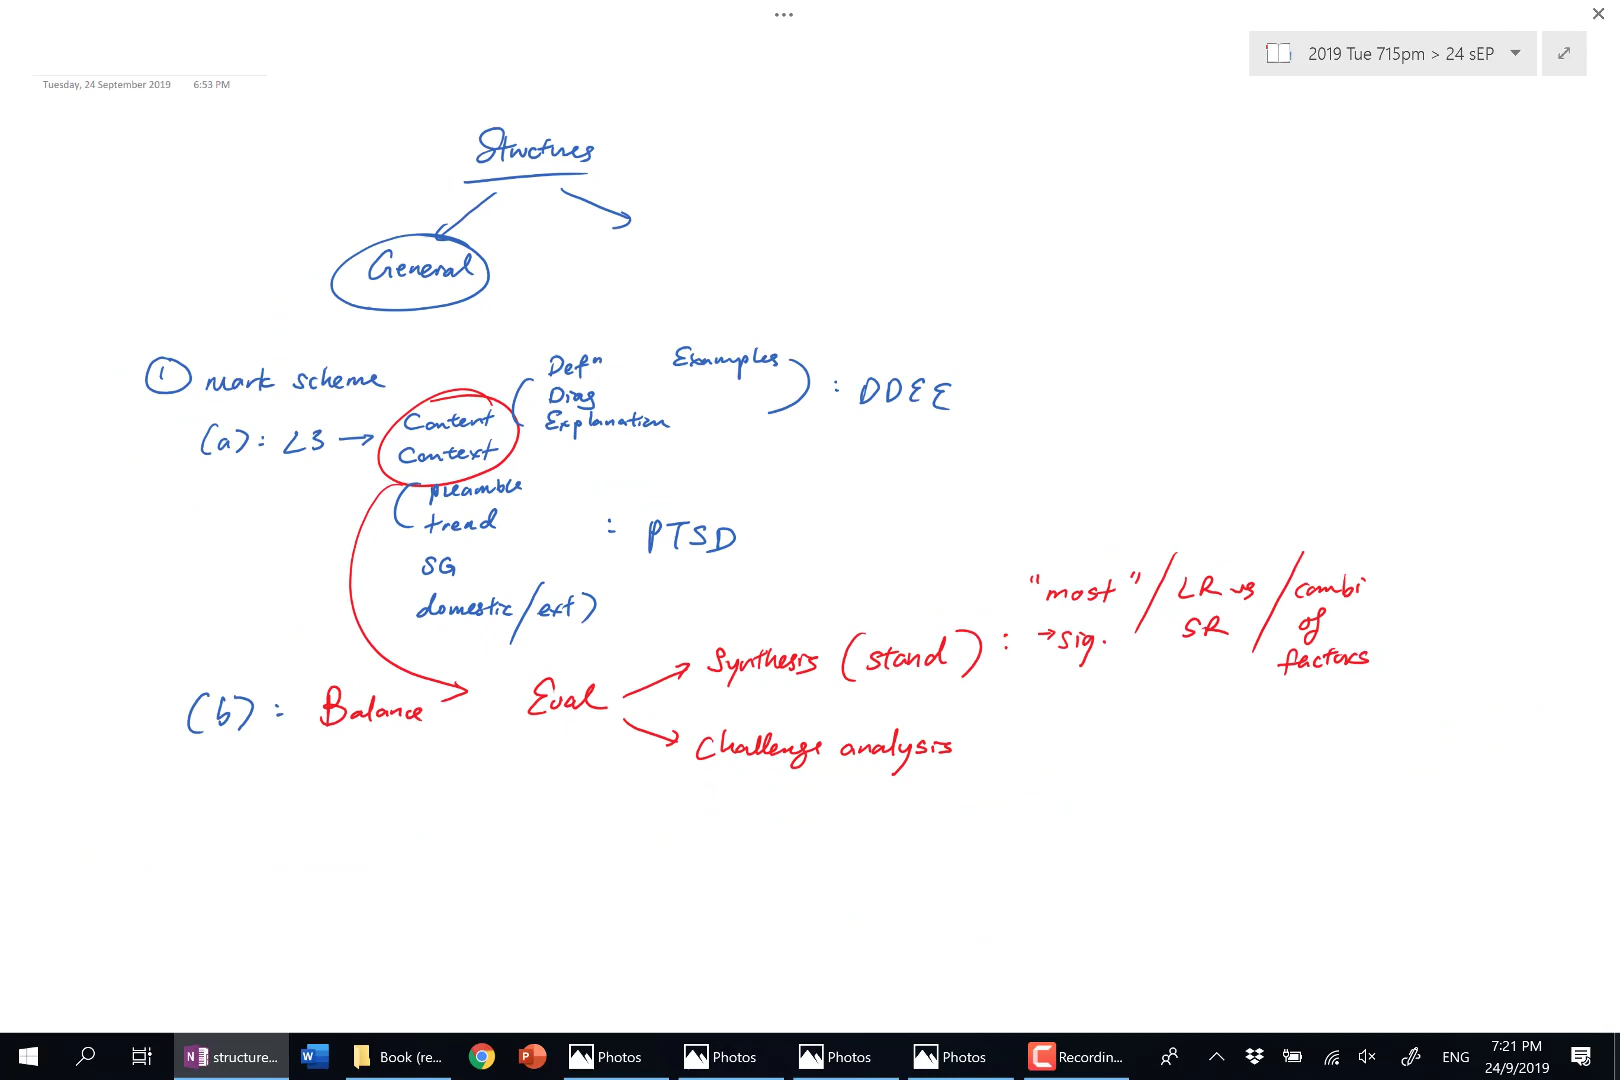 2019 Tue 715pm > 24 sEP
Tuesday, 24 September 2019 6:53 PM
Structures
General
① Mark scheme
(a): L3 → Content
Context
Defn
Diag
Explanation
Examples
: DDEE
preamble
trend
SG
domestic/ext)
: PTSD
(b): Balance
Eval
Synthesis (stand) :
"most" / LR vs SR / combi of factors
→ sig.
Challenge analysis
structure...
Book (re...
Photos
Photos
Photos
Photos
Recordin...
ENG
7:21 PM
24/9/2019